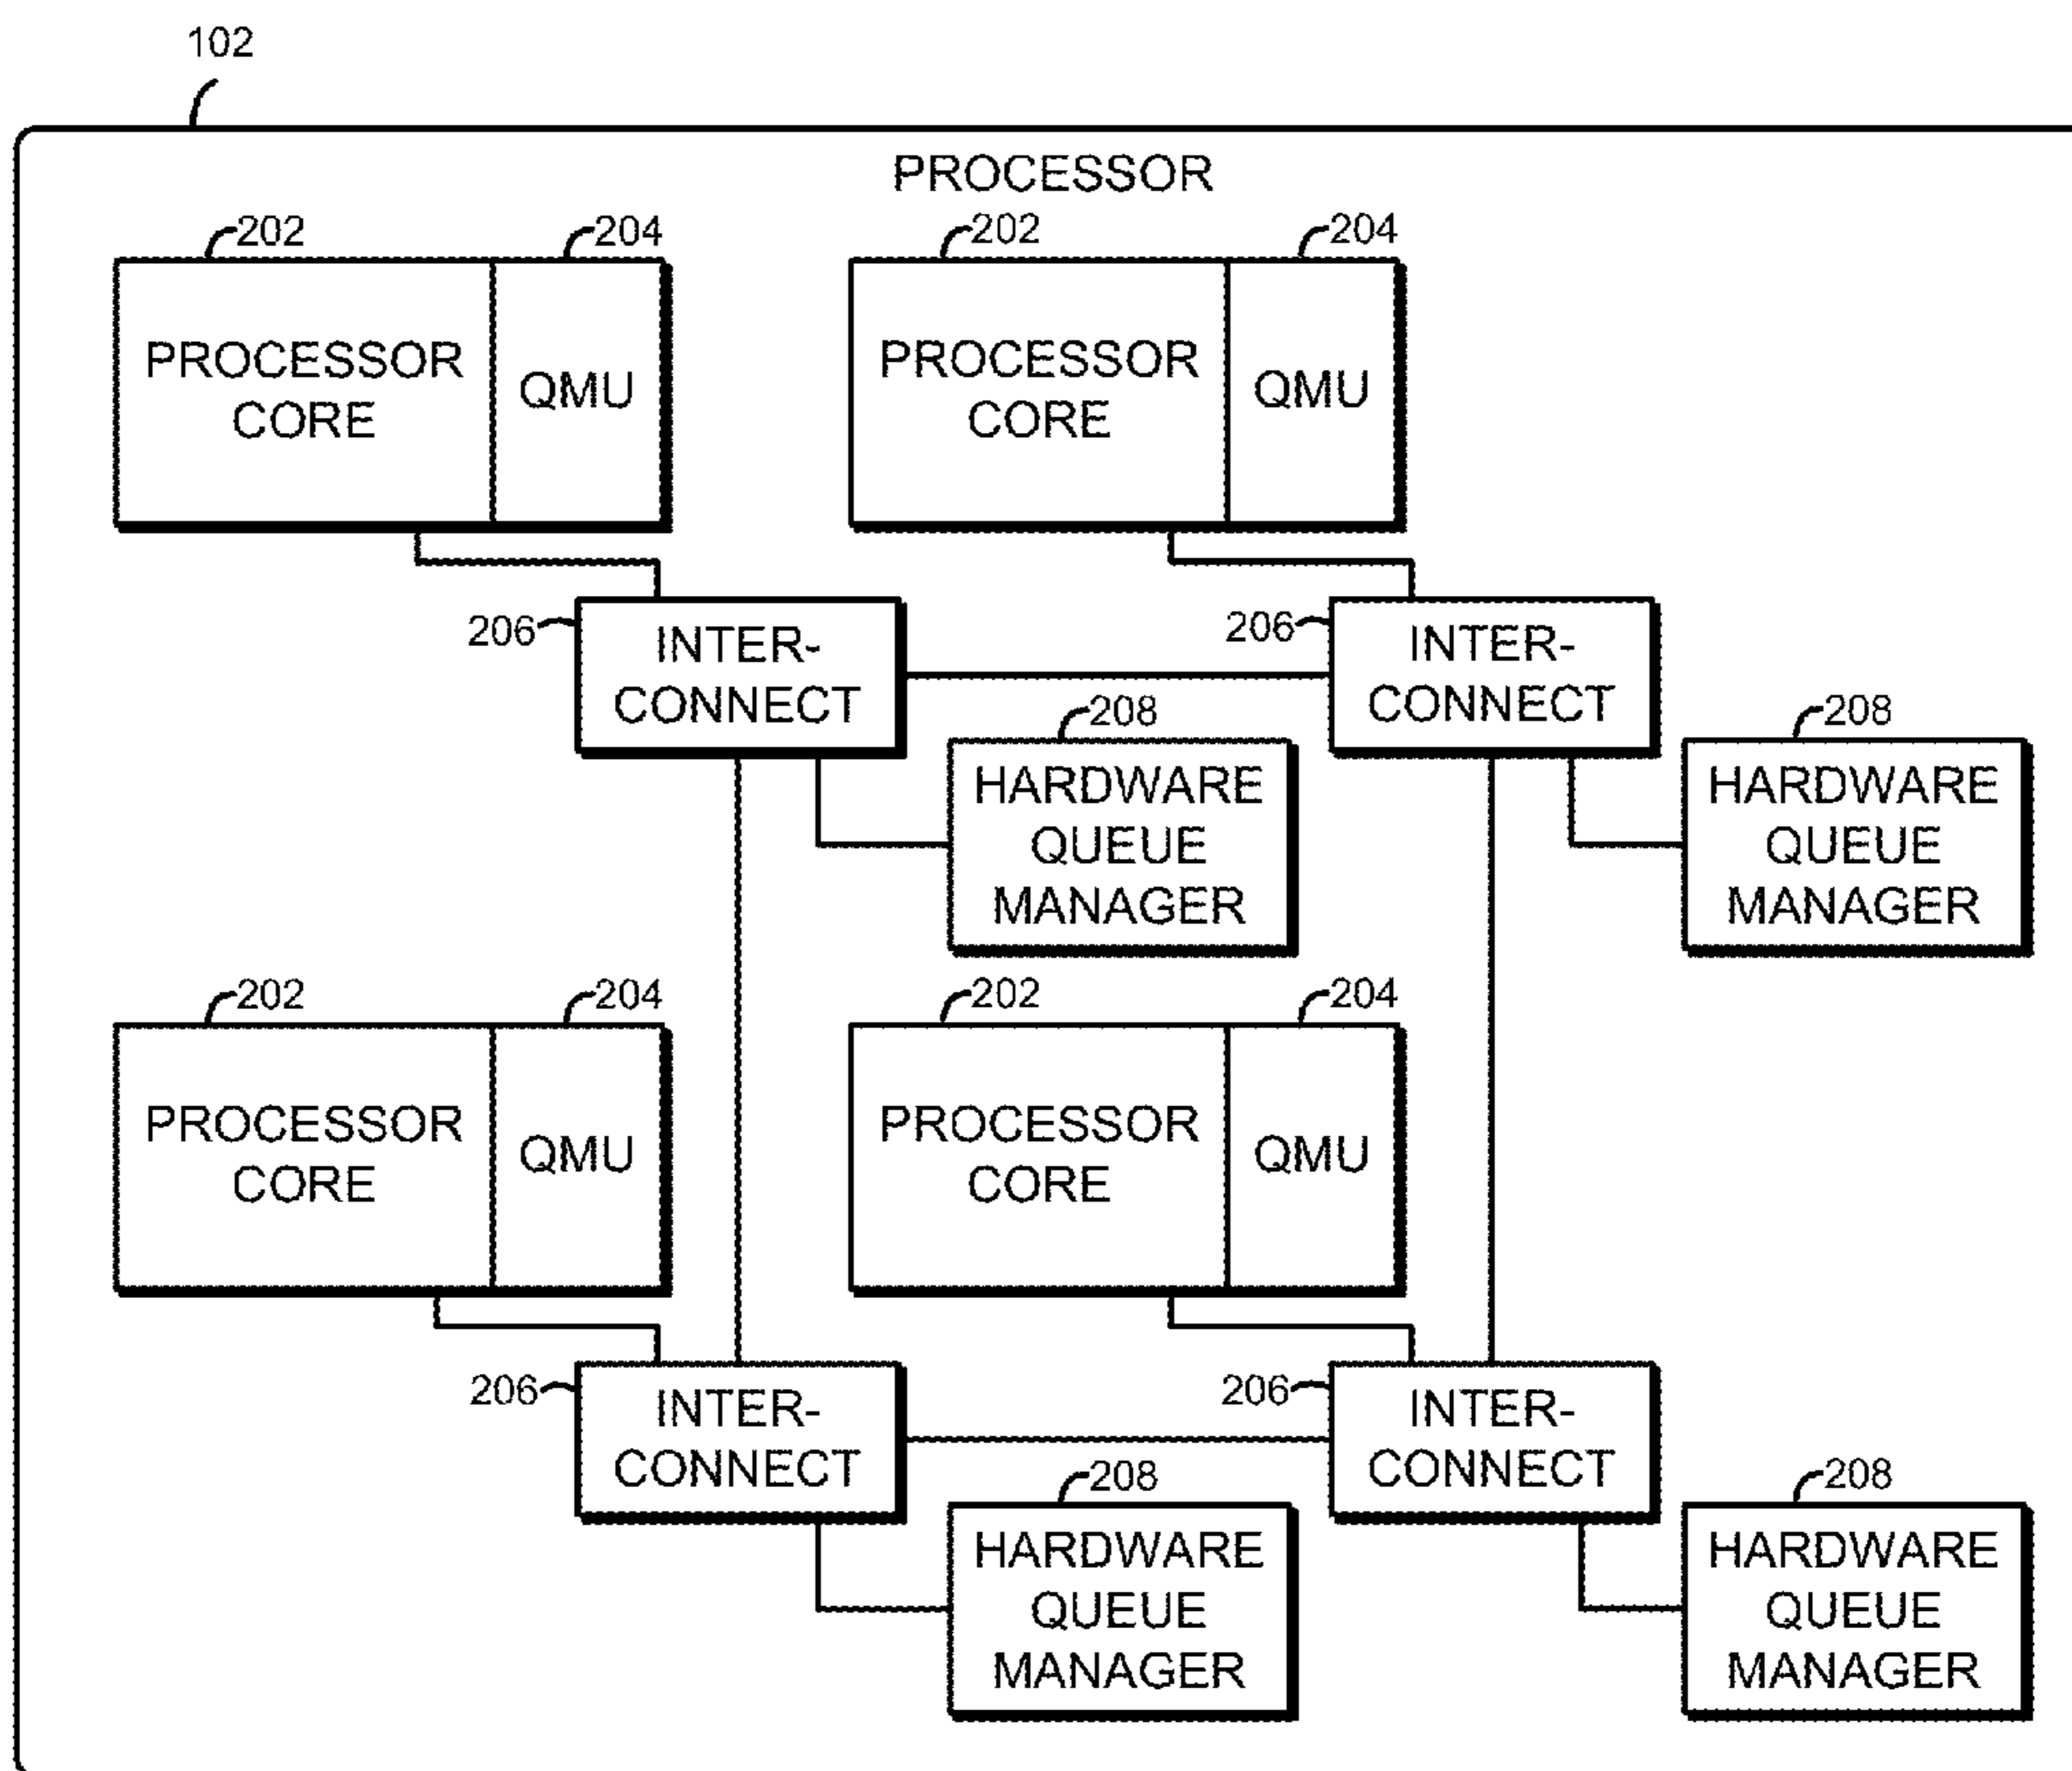 102
PROCESSOR
202
204
202
204
PROCESSOR
CORE
QMU
PROCESSOR
CORE
QMU
206
INTER-
CONNECT
206
INTER-
CONNECT
208
HARDWARE
QUEUE
MANAGER
208
HARDWARE
QUEUE
MANAGER
202
204
202
204
PROCESSOR
CORE
QMU
PROCESSOR
CORE
QMU
206
INTER-
CONNECT
206
INTER-
CONNECT
208
HARDWARE
QUEUE
MANAGER
208
HARDWARE
QUEUE
MANAGER